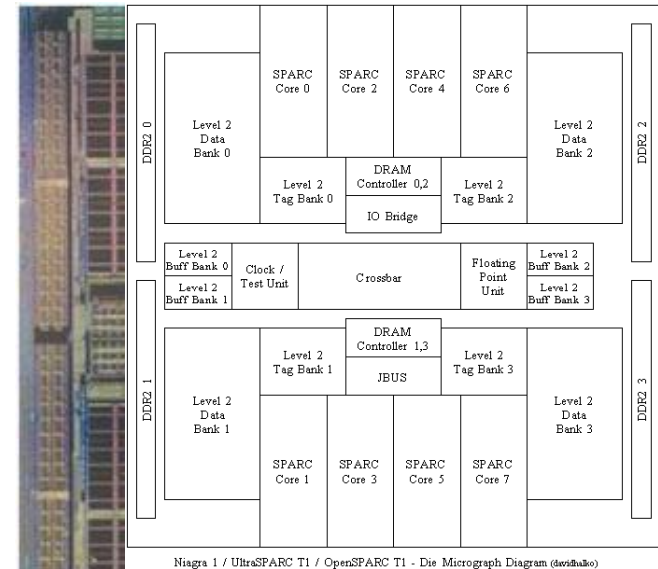 SPARC
Core 0
SPARC
Core 2
SPARC
Core 4
SPARC
Core 6
DDR2 0
Level 2
Data
Bank 0
Level 2
Data
Bank 2
DDR2 2
Level 2
Tag Bank 0
DRAM
Controller 0,2
IO Bridge
Level 2
Tag Bank 2
Level 2
Buff Bank 0
Level 2
Buff Bank 1
Clock /
Test Unit
Crossbar
Floating
Point
Unit
Level 2
Buff Bank 2
Level 2
Buff Bank 3
DDR2 1
Level 2
Data
Bank 1
Level 2
Tag Bank 1
DRAM
Controller 1,3
JBUS
Level 2
Tag Bank 3
Level 2
Data
Bank 3
DDR2 3
SPARC
Core 1
SPARC
Core 3
SPARC
Core 5
SPARC
Core 7
Niagra 1 / UltraSPARC T1 / OpenSPARC T1 - Die Micrograph Diagram (davidhalko)